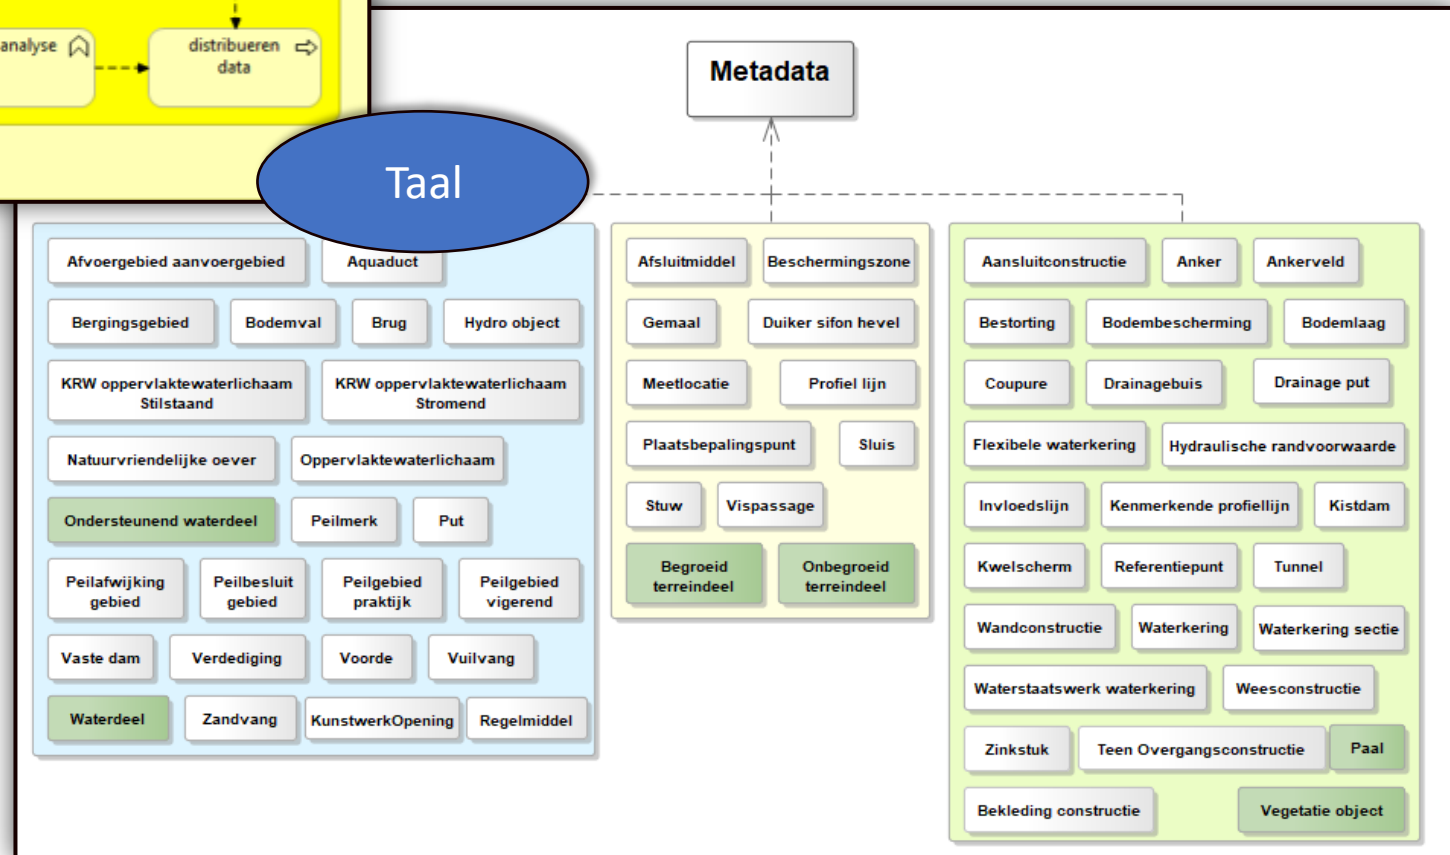 analyse
distribueren
data
Taal
Metadata
Afvoergebied aanvoergebied
Aquaduct
Bergingsgebied
Bodemval
Brug
Hydro object
KRW oppervlaktewaterlichaam
Stilstaand
KRW oppervlaktewaterlichaam
Stromend
Natuurvriendelijke oever
Oppervlaktewaterlichaam
Ondersteunend waterdeel
Peilmerk
Put
Peilafwijking
gebied
Peilbesluit
gebied
Peilgebied
praktijk
Peilgebied
vigerend
Vaste dam
Verdediging
Voorde
Vuilvang
Waterdeel
Zandvang
KunstwerkOpening
Regelmiddel
Afsluitmiddel
Beschermingszone
Gemaal
Duiker sifon hevel
Meetlocatie
Profiel lijn
Plaatsbepalingspunt
Sluis
Stuw
Vispassage
Begroeid
terreindeel
Onbegroeid
terreindeel
Aansluitconstructie
Anker
Ankerveld
Bestorting
Bodembescherming
Bodemlaag
Coupure
Drainagebuis
Drainage put
Flexibele waterkering
Hydraulische randvoorwaarde
Invloedslijn
Kenmerkende profiellijn
Kistdam
Kwelscherm
Referentiepunt
Tunnel
Wandconstructie
Waterkering
Waterkering sectie
Waterstaatswerk waterkering
Weesconstructie
Zinkstuk
Teen Overgangsconstructie
Paal
Bekleding constructie
Vegetatie object